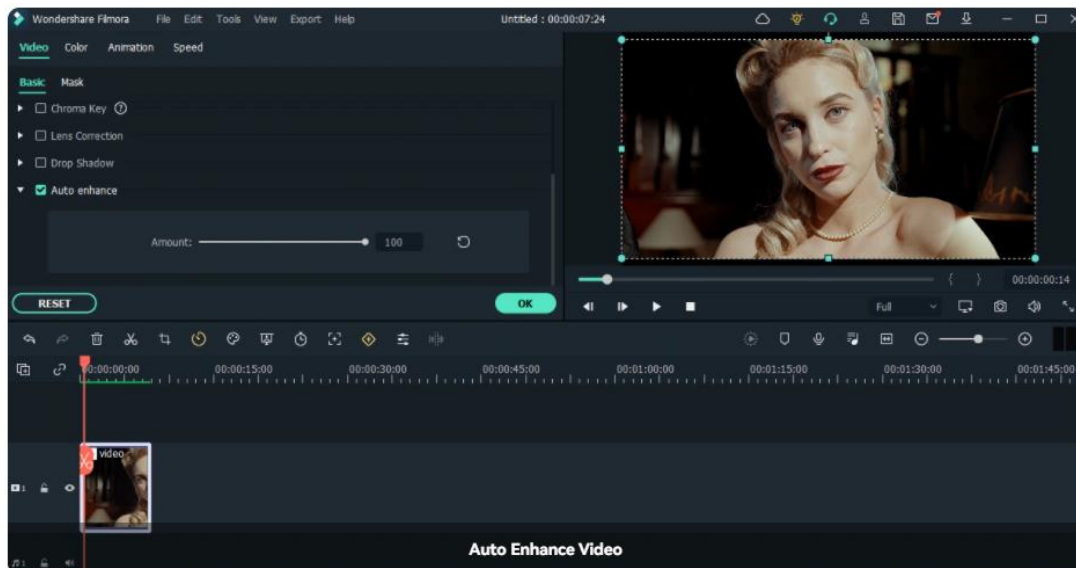 Wondershare Filmora File Edit Tools View Export Help Untitled : 00:00:07:24
Video Color Animation Speed
Basic Mask
Chroma Key ?
Lens Correction
Drop Shadow
Auto enhance
Amount: 100
RESET OK
00:00:00:14
Full
00:00:00:00 00:00:15:00 00:00:30:00 00:00:45:00 00:01:00:00 00:01:15:00 00:01:30:00 00:01:45:00
video
1
Auto Enhance Video
1